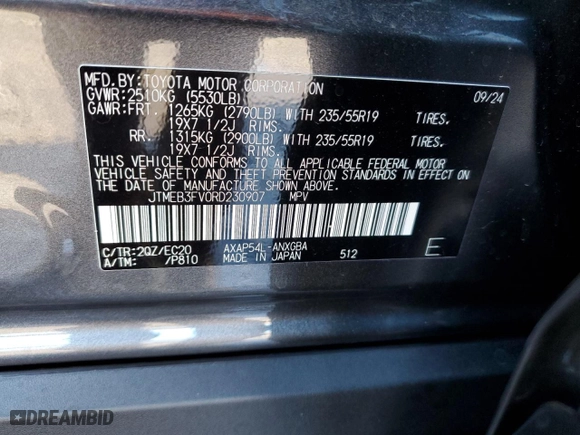 MFD. BY: TOYOTA MOTOR CORPORATION 09/24
GVWR: 2510KG (5530LB)
GAWR: FRT. 1265KG (2790LB) WITH 235/55R19 TIRES.
19X7 1/2J RIMS.
RR. 1315KG (2900LB) WITH 235/55R19 TIRES.
19X7 1/2J RIMS.
THIS VEHICLE CONFORMS TO ALL APPLICABLE FEDERAL MOTOR
VEHICLE SAFETY AND THEFT PREVENTION STANDARDS IN EFFECT
ON THE DATE OF MANUFACTURE SHOWN ABOVE.
JTMEB3FV0RD230907 MPV
C/TR: 2QZ/EC20 AXAP54L-ANXGBA E
A/TM: /P810 MADE IN JAPAN 512
DREAMBID